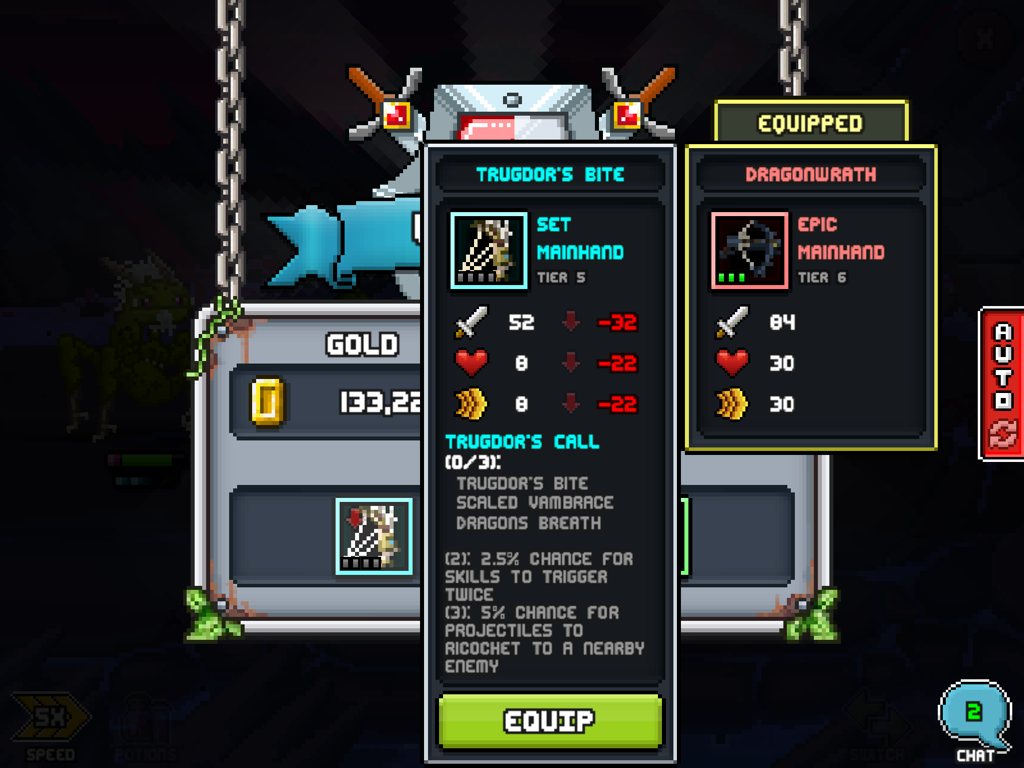 EQUIPPED
TRUGDOR'S BITE
SET
MAINHAND
TIER 5
52 -32
8 -22
8 -22
TRUGDOR'S CALL
(0/3):
TRUGDOR'S BITE
SCALED VAMBRACE
DRAGONS BREATH
(2): 2.5% CHANCE FOR
SKILLS TO TRIGGER
TWICE
(3): 5% CHANCE FOR
PROJECTILES TO
RICOCHET TO A NEARBY
ENEMY
EQUIP
DRAGONWRATH
EPIC
MAINHAND
TIER 6
84
30
30
GOLD
133,22
AUTO
5X
SPEED
2
CHAT